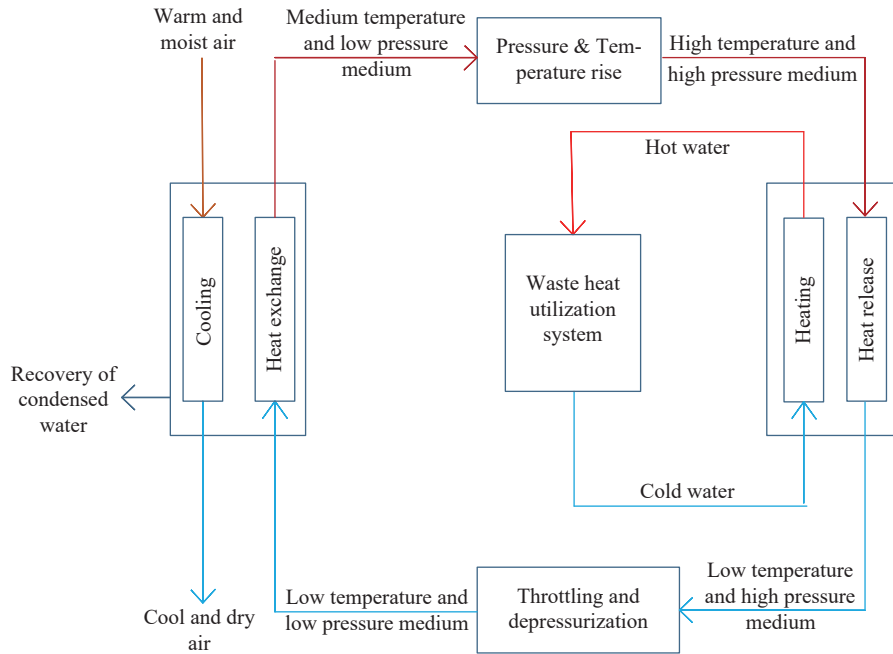 Warm and
moist air
Medium temperature
and low pressure
medium
Pressure & Tem-
perature rise
High temperature and
high pressure medium
Hot water
Cooling
Heat exchange
Waste heat
utilization
system
Heating
Heat release
Recovery of
condensed
water
Cold water
Cool and dry
air
Low temperature and
low pressure medium
Throttling and
depressurization
Low temperature
and high pressure
medium